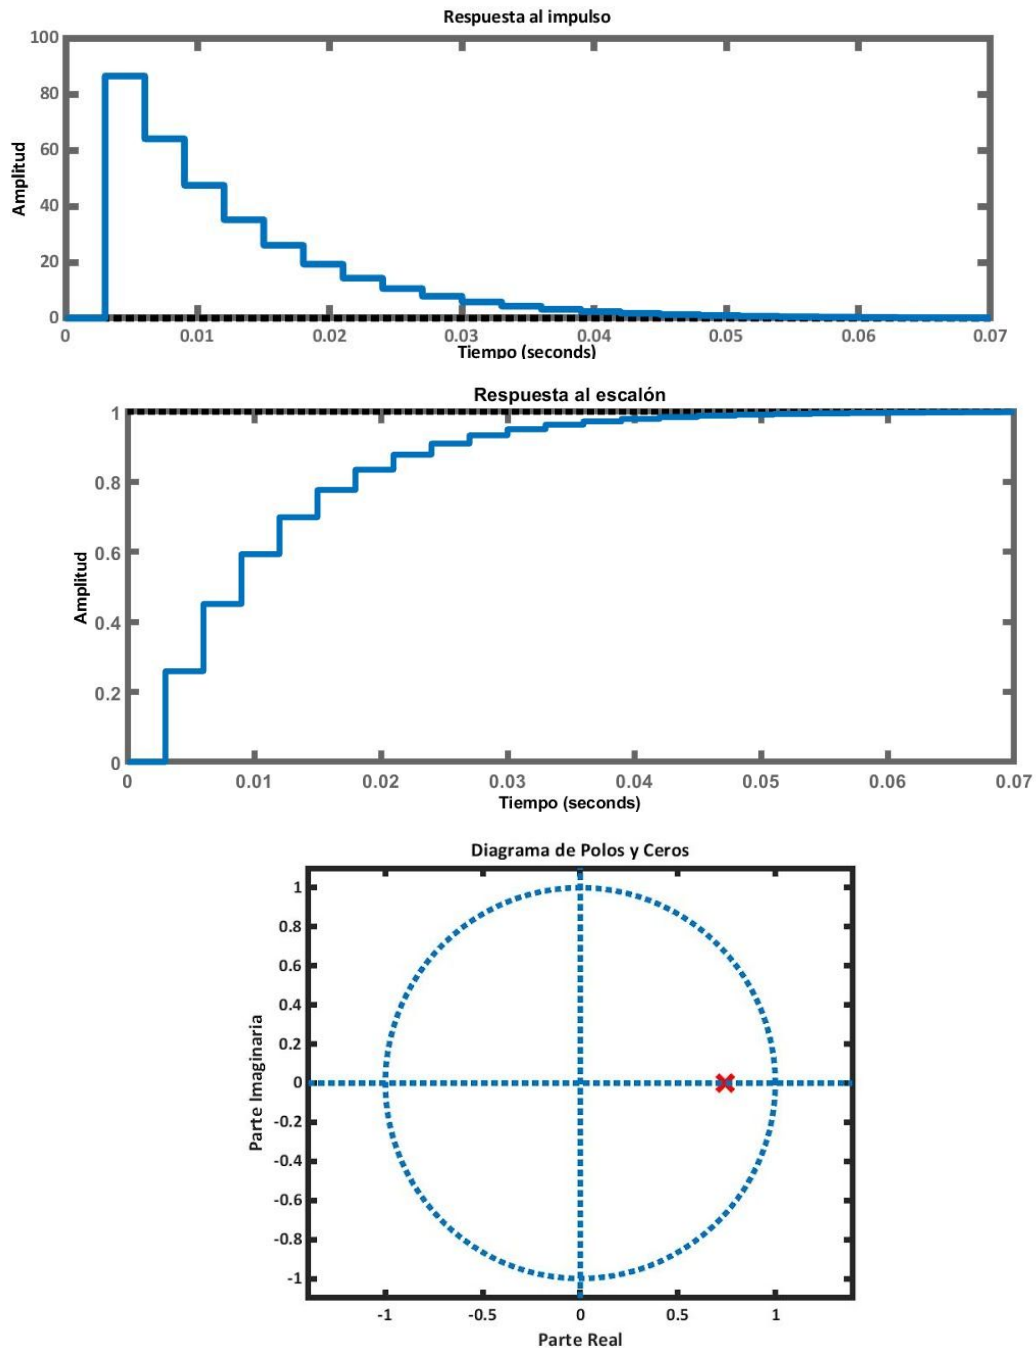 Respuesta al impulso
100
80
60
40
20
0
Amplitud
0 0.01 0.02 0.03 0.04 0.05 0.06 0.07
Tiempo (seconds)
Respuesta al escalón
1
0.8
0.6
0.4
0.2
0
Amplitud
0 0.01 0.02 0.03 0.04 0.05 0.06 0.07
Tiempo (seconds)
Diagrama de Polos y Ceros
1
0.8
0.6
0.4
0.2
0
-0.2
-0.4
-0.6
-0.8
-1
Parte Imaginaria
-1 -0.5 0 0.5 1
Parte Real